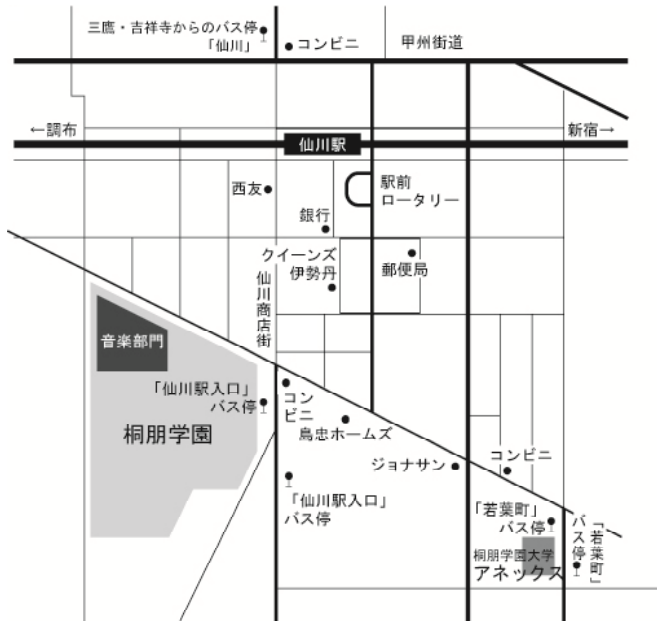 三鷹・吉祥寺からのバス停
「仙川」
コンビニ
甲州街道
←調布
新宿→
仙川駅
西友
駅前
ロータリー
銀行
クイーンズ
伊勢丹
郵便局
仙川商店街
音楽部門
「仙川駅入口」
バス停
コン
ビニ
桐朋学園
島忠ホームズ
ジョナサン
コンビニ
「仙川駅入口」
バス停
「若葉町」
バス停
「若葉町」
バス停
桐朋学園大学
アネックス